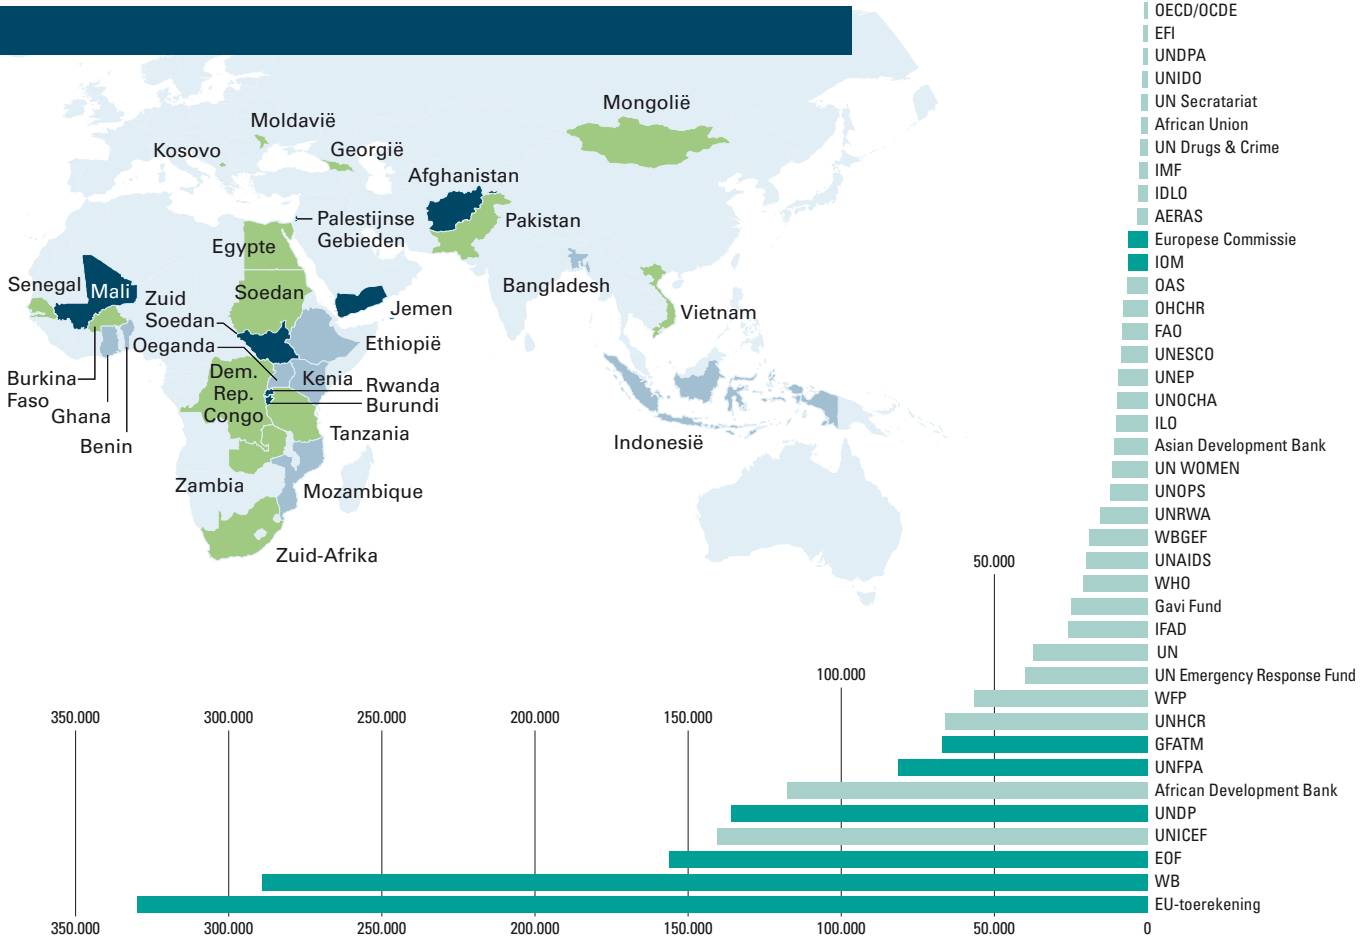 Mongolië
Moldavië
Kosovo
Georgië
Afghanistan
Palestijnse
Gebieden
Pakistan
Egypte
Bangladesh
Senegal
Mali
Zuid
Soedan
Soedan
Jemen
Vietnam
Oeganda
Ethiopië
Burkina
Faso
Dem.
Rep.
Congo
Kenia
Rwanda
Burundi
Ghana
Benin
Tanzania
Indonesië
Zambia
Mozambique
Zuid-Afrika
OECD/OCDE
EFI
UNDPA
UNIDO
UN Secratariat
African Union
UN Drugs & Crime
IMF
IDLO
AERAS
Europese Commissie
IOM
OAS
OHCHR
FAO
UNESCO
UNEP
UNOCHA
ILO
Asian Development Bank
UN WOMEN
UNOPS
UNRWA
WBGEF
UNAIDS
WHO
Gavi Fund
IFAD
UN
UN Emergency Response Fund
WFP
UNHCR
GFATM
UNFPA
African Development Bank
UNDP
UNICEF
EOF
WB
EU-toerekening
350.000 300.000 250.000 200.000 150.000 100.000 50.000
350.000 300.000 250.000 200.000 150.000 100.000 50.000 0